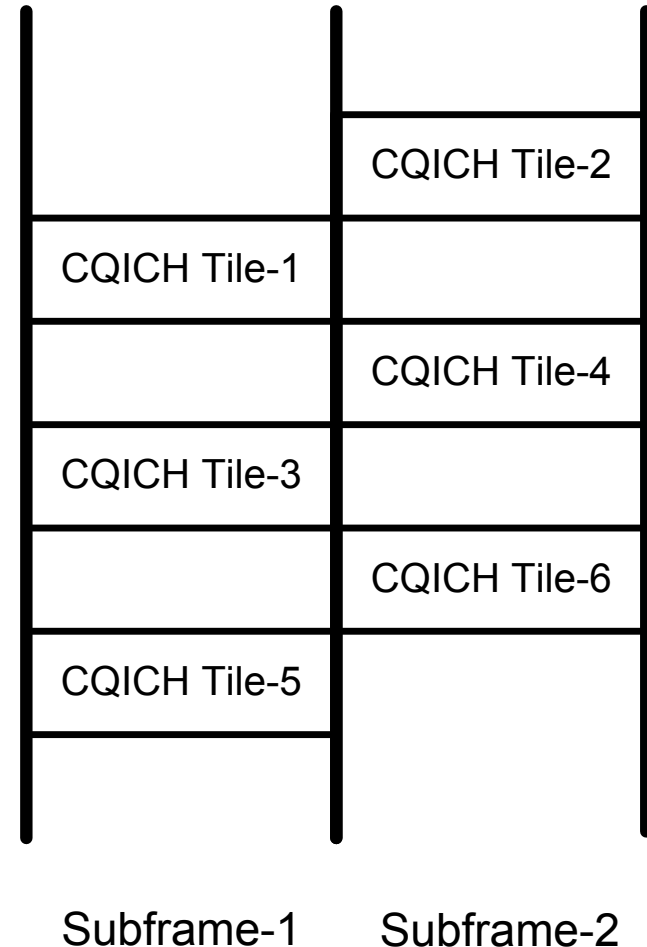 CQICH Tile-2
CQICH Tile-1
CQICH Tile-4
CQICH Tile-3
CQICH Tile-6
CQICH Tile-5
Subframe-1
Subframe-2